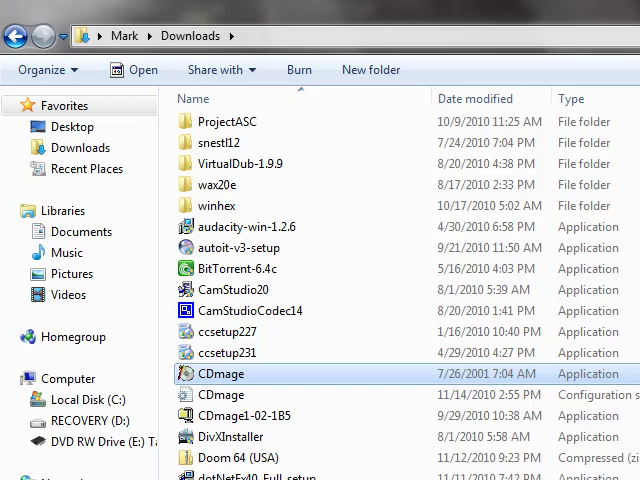 Mark Downloads
Organize Open Share with Burn New folder
Name Date modified Type
Favorites
Desktop
Downloads
Recent Places
Libraries
Documents
Music
Pictures
Videos
Homegroup
Computer
Local Disk (C:)
RECOVERY (D:)
DVD RW Drive (E:) Ta
ProjectASC 10/9/2010 11:25 AM File folder
snestl12 7/24/2010 7:04 PM File folder
VirtualDub-1.9.9 8/20/2010 4:38 PM File folder
wax20e 8/17/2010 2:33 PM File folder
winhex 10/17/2010 5:02 AM File folder
audacity-win-1.2.6 4/30/2010 6:58 PM Application
autoit-v3-setup 9/21/2010 11:50 AM Application
BitTorrent-6.4c 5/16/2010 4:03 PM Application
CamStudio20 8/1/2010 5:39 AM Application
CamStudioCodec14 8/20/2010 1:41 PM Application
ccsetup227 1/16/2010 10:40 PM Application
ccsetup231 4/29/2010 4:27 PM Application
CDmage 7/26/2001 7:04 AM Application
CDmage 11/14/2010 2:55 PM Configuration s
CDmage1-02-1B5 9/29/2010 10:38 AM Application
DivXInstaller 8/1/2010 5:58 AM Application
Doom 64 (USA) 11/12/2010 9:23 PM Compressed (zi
dotNetFx40_Full_setup 11/11/2010 7:42 PM Application